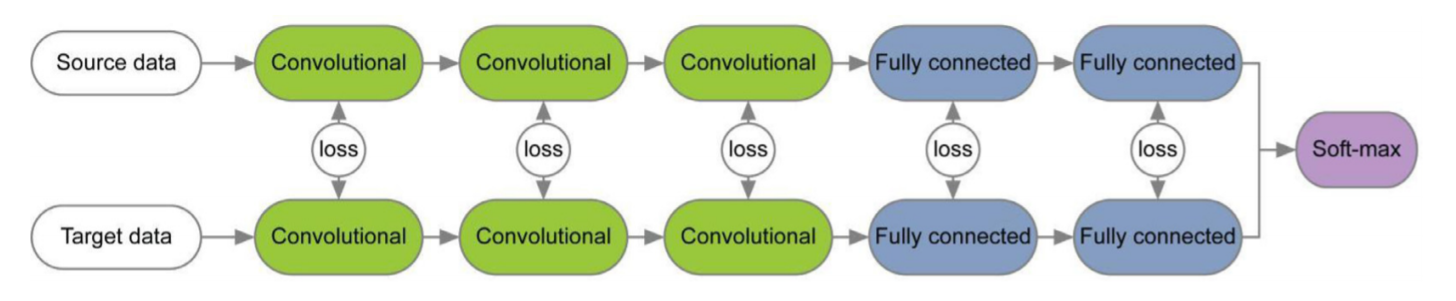 Source data
Convolutional
Convolutional
Convolutional
Fully connected
Fully connected
loss
loss
loss
loss
loss
Soft-max
Target data
Convolutional
Convolutional
Convolutional
Fully connected
Fully connected